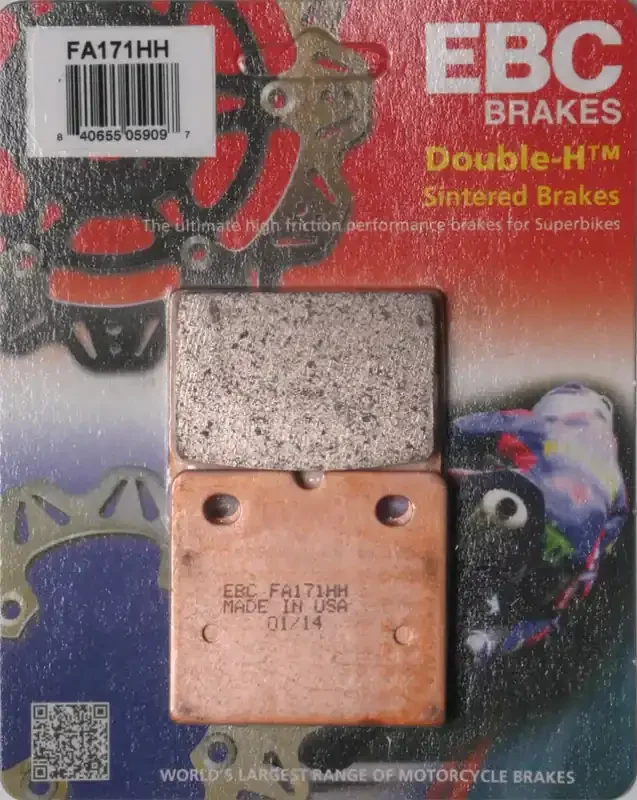 FA171HH
8 40655 05909 7
EBC
BRAKES
Double-H™
Sintered Brakes
The ultimate high friction performance brakes for Superbikes
EBC FA171HH
MADE IN USA
01/14
WORLD'S LARGEST RANGE OF MOTORCYCLE BRAKES